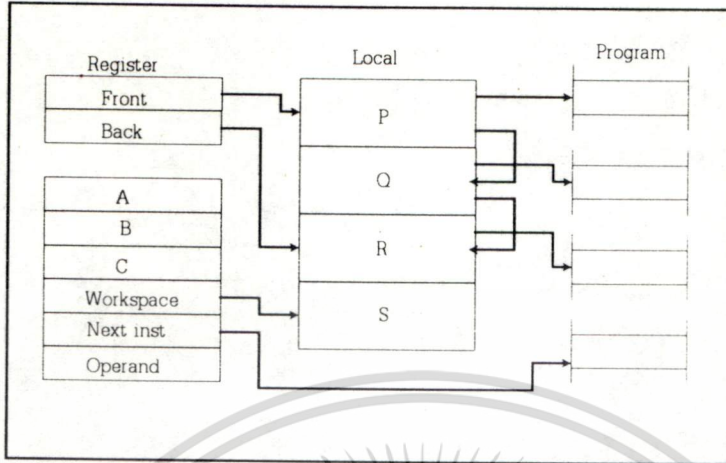 Register
Front
Back
A
B
C
Workspace
Next inst
Operand
Local
P
Q
R
S
Program